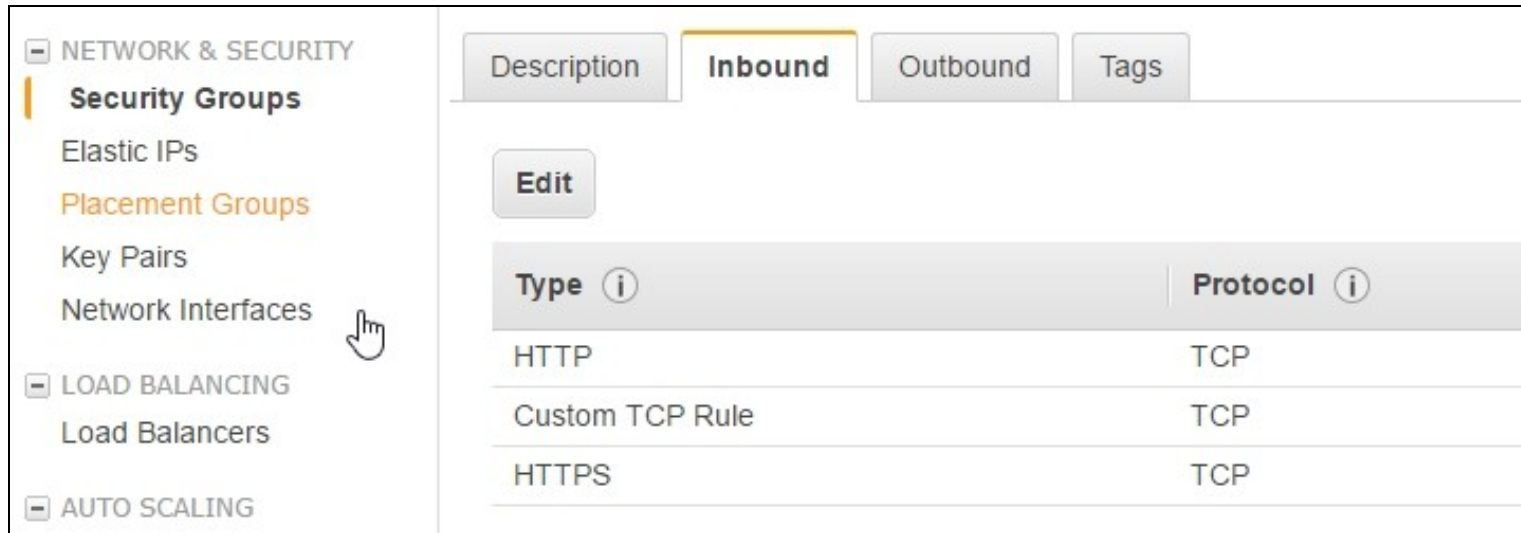 NETWORK & SECURITY
Security Groups
Elastic IPs
Placement Groups
Key Pairs
Network Interfaces
LOAD BALANCING
Load Balancers
AUTO SCALING
Description Inbound Outbound Tags
Edit
Type i Protocol i
HTTP TCP
Custom TCP Rule TCP
HTTPS TCP